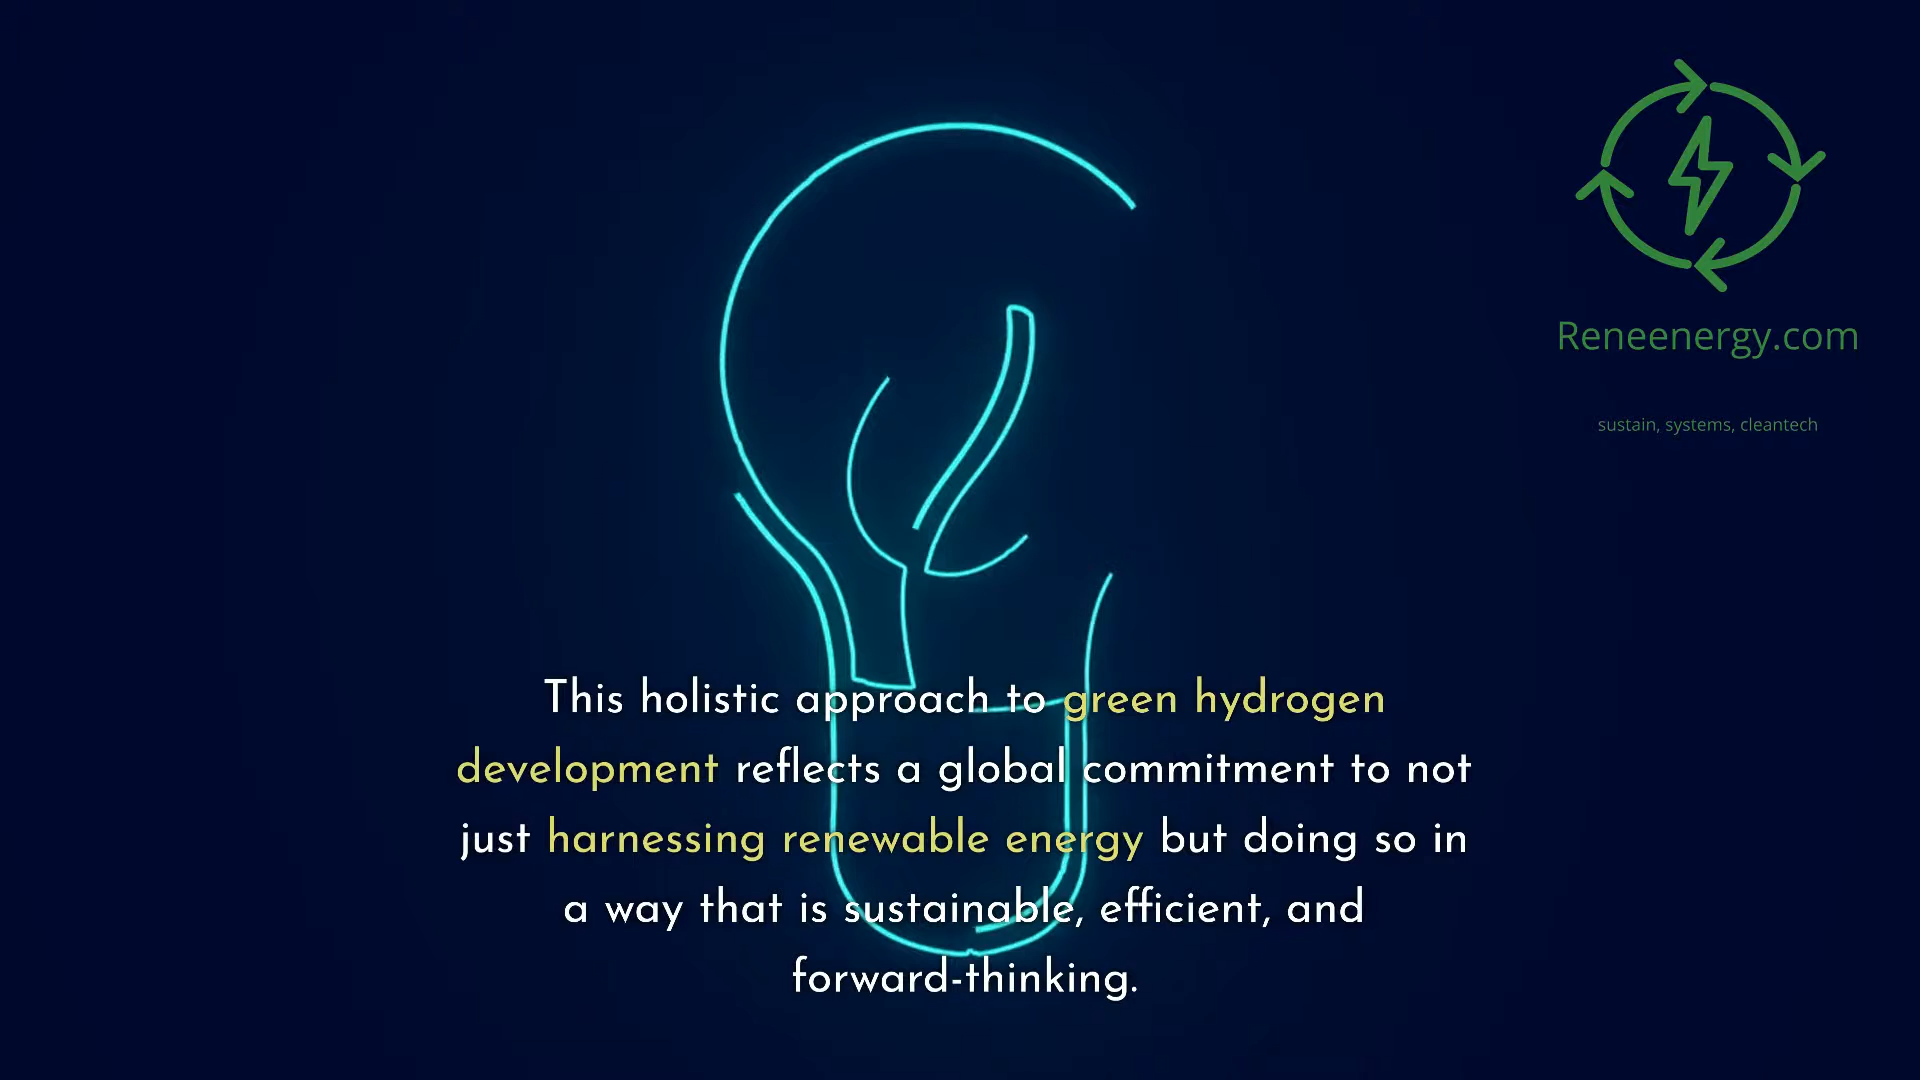 Reneenergy.com
sustain, systems, cleantech
This holistic approach to green hydrogen
development reflects a global commitment to not
just harnessing renewable energy but doing so in
a way that is sustainable, efficient, and
forward-thinking.